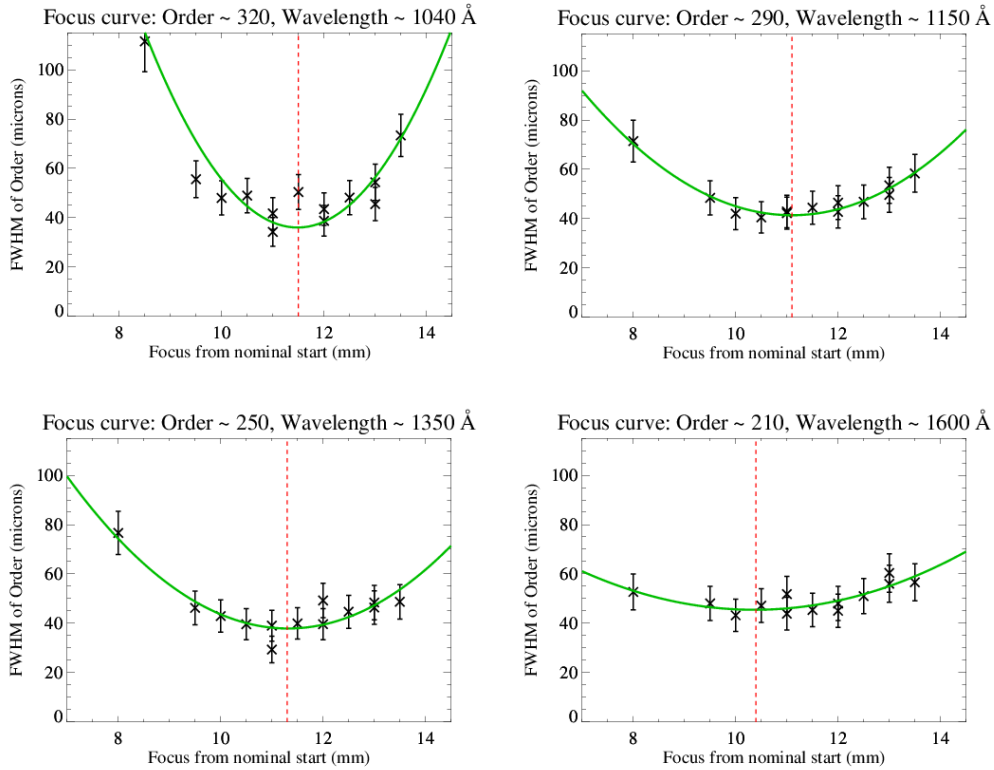 Focus curve: Order ~ 320, Wavelength ~ 1040 Å
FWHM of Order (microns)
100
80
60
40
20
0
8 10 12 14
Focus from nominal start (mm)
Focus curve: Order ~ 290, Wavelength ~ 1150 Å
FWHM of Order (microns)
100
80
60
40
20
0
8 10 12 14
Focus from nominal start (mm)
Focus curve: Order ~ 250, Wavelength ~ 1350 Å
FWHM of Order (microns)
100
80
60
40
20
0
8 10 12 14
Focus from nominal start (mm)
Focus curve: Order ~ 210, Wavelength ~ 1600 Å
FWHM of Order (microns)
100
80
60
40
20
0
8 10 12 14
Focus from nominal start (mm)